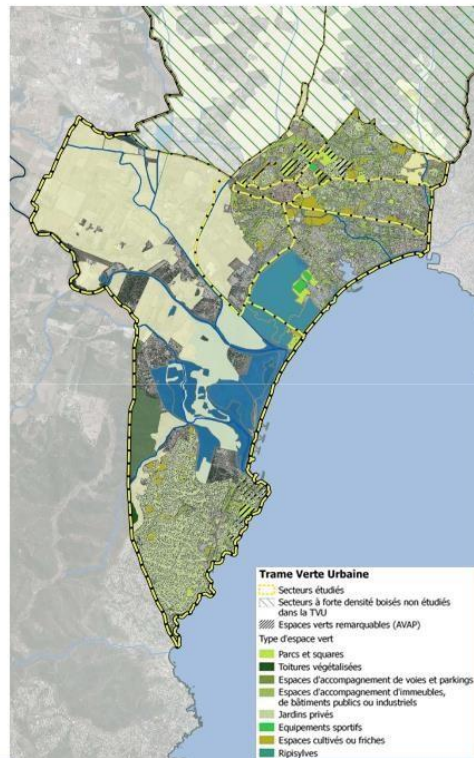 Trame Verte Urbaine
Secteurs étudiés
Secteurs à forte densité boisés non étudiés
dans la TVU
Espaces verts remarquables (AVAP)
Type d'espace vert
Parcs et squares
Toitures végétalisées
Espaces d'accompagnement de voies et parkings
Espaces d'accompagnement d'immeubles,
de bâtiments publics ou industriels
Jardins privés
Equipements sportifs
Espaces cultivés ou friches
Ripisylves